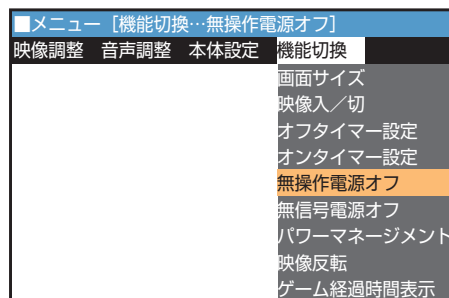 ■メニュー［機能切換…無操作電源オフ］
映像調整 音声調整 本体設定 機能切換
画面サイズ
映像入／切
オフタイマー設定
オンタイマー設定
無操作電源オフ
無信号電源オフ
パワーマネージメント
映像反転
ゲーム経過時間表示